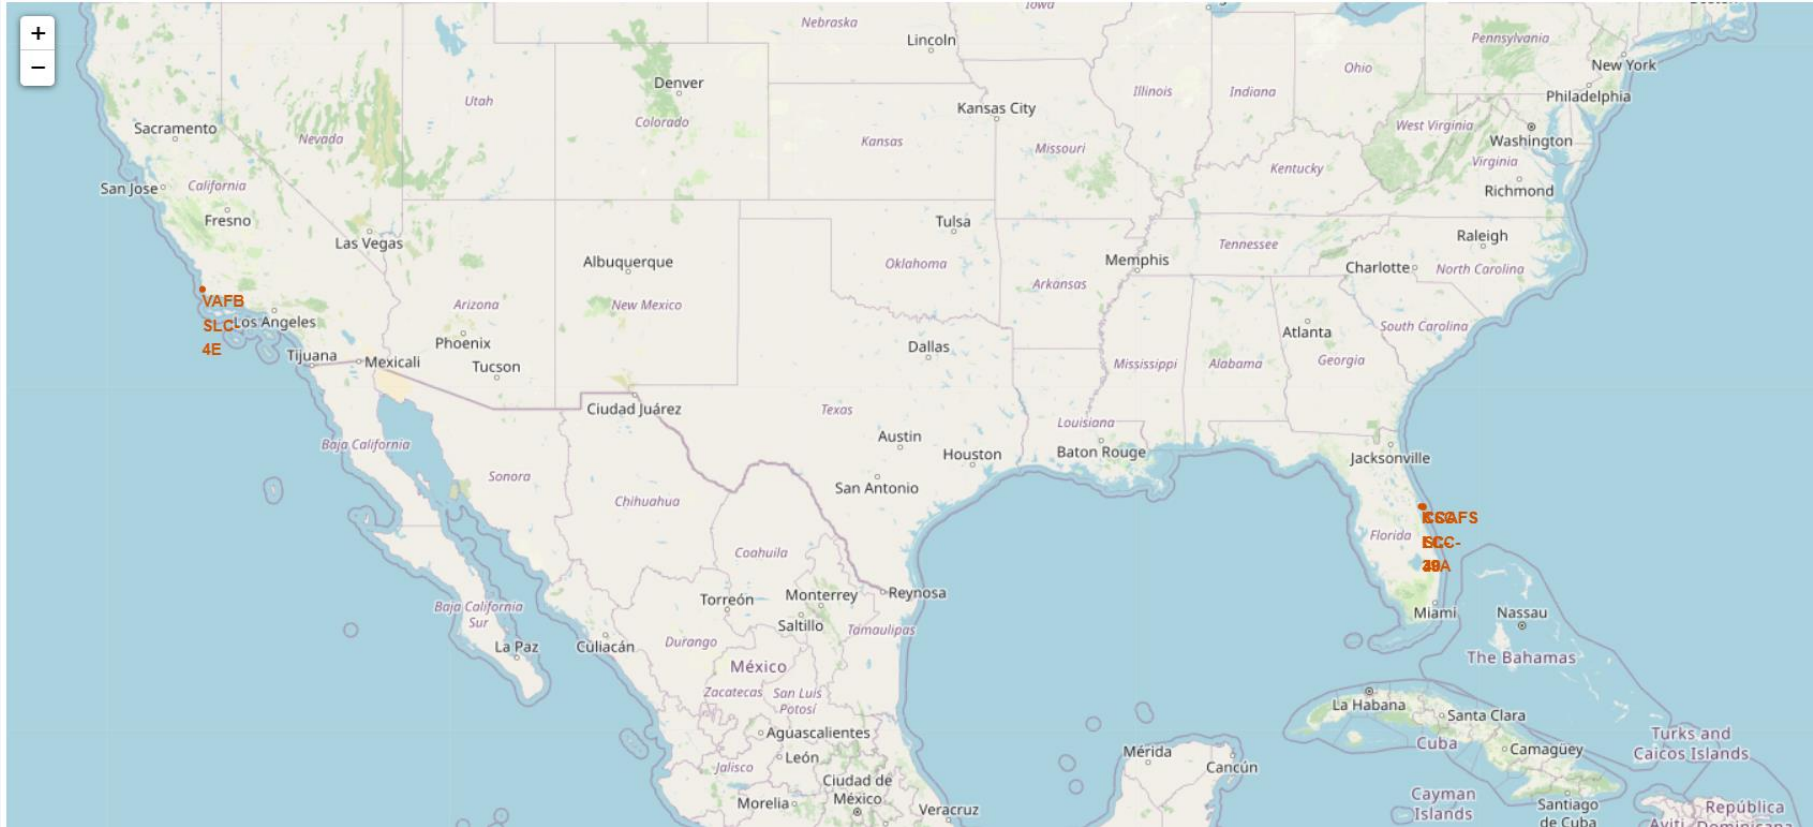 +
−
Nebraska
Iowa
Lincoln
Pennsylvania
New York
Denver
Ohio
Utah
Illinois
Indiana
Philadelphia
Kansas City
Colorado
Sacramento
Nevada
Kansas
Missouri
West Virginia
Washington
Virginia
Kentucky
San Jose
California
Richmond
Fresno
Tulsa
Las Vegas
Raleigh
Tennessee
Albuquerque
Oklahoma
Memphis
Charlotte
North Carolina
Arkansas
VAFB
SLC-
4E
Arizona
New Mexico
Los Angeles
South Carolina
Atlanta
Phoenix
Dallas
Tijuana
Mexicali
Tucson
Mississippi
Alabama
Georgia
Ciudad Juárez
Texas
Louisiana
Baja California
Austin
Houston
Baton Rouge
Jacksonville
Sonora
San Antonio
Chihuahua
Florida
Coahuila
Reynosa
Torreón
Monterrey
Baja California
Sur
Saltillo
Tamaulipas
Miami
Nassau
La Paz
Culiacán
Durango
México
The Bahamas
Zacatecas
San Luis
Potosí
La Habana
Santa Clara
Aguascalientes
Turks and
Caicos Islands
Cuba
Camagüey
Mérida
León
Jalisco
Cancún
Ciudad de
México
Morelia
Veracruz
Cayman
Islands
Santiago
de Cuba
República